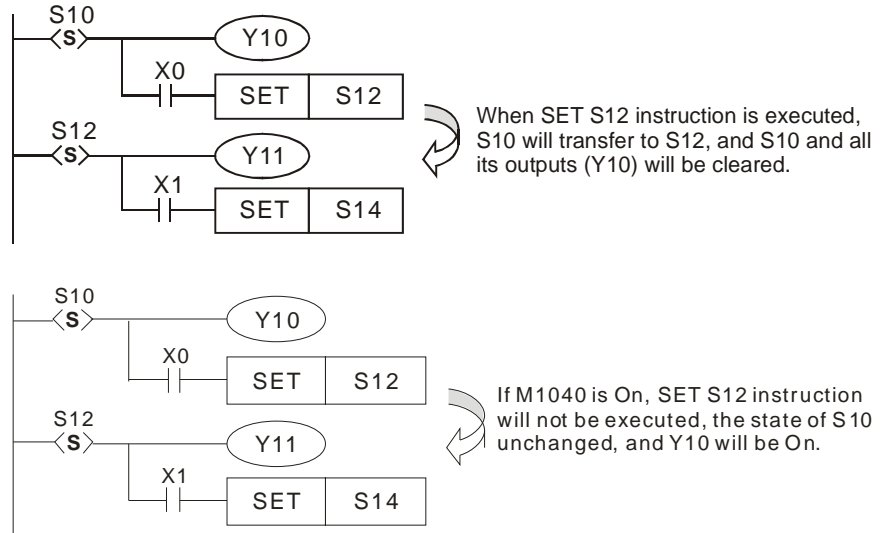 S10
S
Y10
X0
SET S12
S12
S
Y11
X1
SET S14
When SET S12 instruction is executed,
S10 will transfer to S12, and S10 and all
its outputs (Y10) will be cleared.
S10
S
Y10
X0
SET S12
S12
S
Y11
X1
SET S14
If M1040 is On, SET S12 instruction
will not be executed, the state of S10
unchanged, and Y10 will be On.